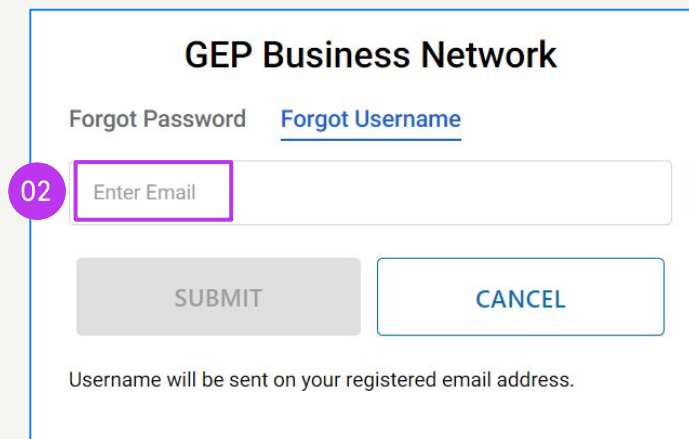 GEP Business Network
Forgot Password Forgot Username
02 Enter Email
SUBMIT CANCEL
Username will be sent on your registered email address.